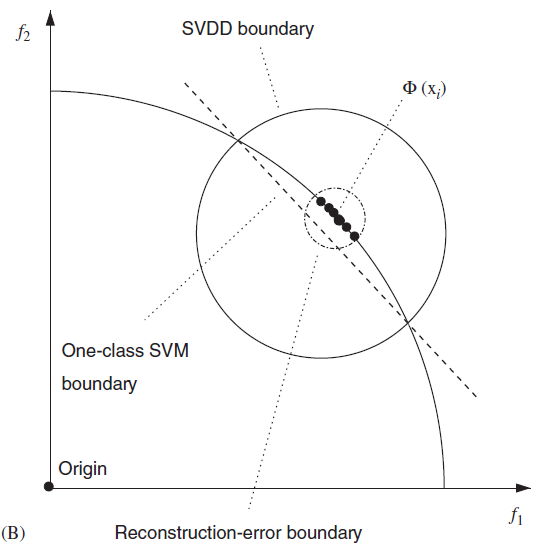 f2
SVDD boundary
Φ (xi)
One-class SVM
boundary
Origin
f1
(B)
Reconstruction-error boundary